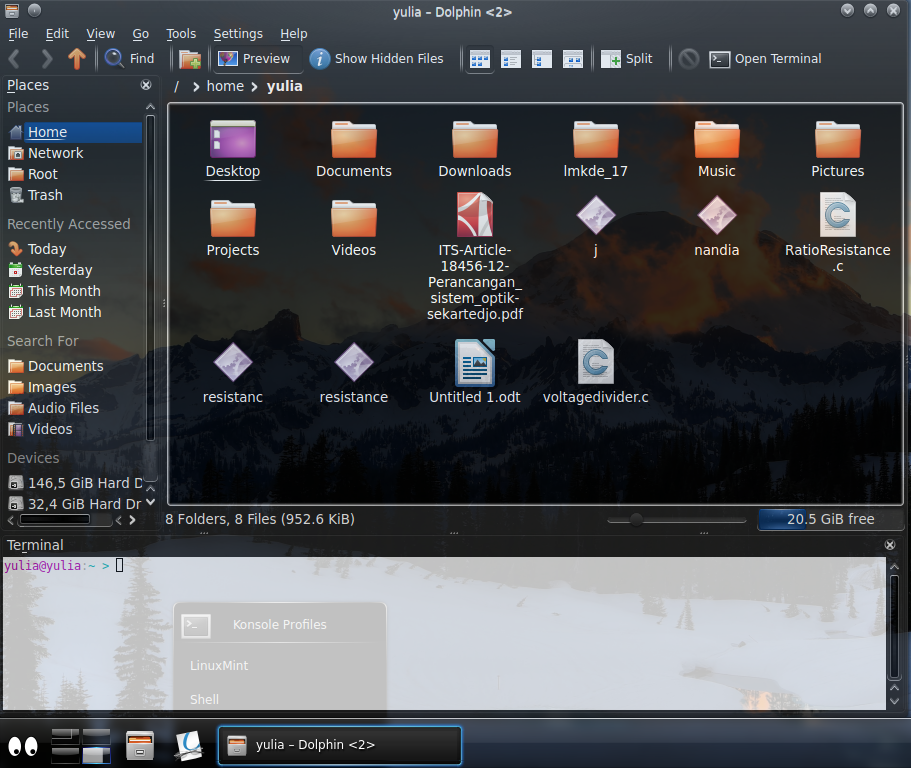 yulia – Dolphin <2>
File Edit View Go Tools Settings Help
Find Preview Show Hidden Files Split Open Terminal
Places
/ > home > yulia
Places
Home
Network
Root
Trash
Recently Accessed
Today
Yesterday
This Month
Last Month
Search For
Documents
Images
Audio Files
Videos
Devices
146,5 GiB Hard D
32,4 GiB Hard Dr
Desktop Documents Downloads lmkde_17 Music Pictures
Projects Videos ITS-Article-
18456-12-
Perancangan_
sistem_optik-
sekartedjo.pdf
j nandia RatioResistance
.c
resistanc resistance Untitled 1.odt voltagedivider.c
8 Folders, 8 Files (952.6 KiB) 20.5 GiB free
Terminal
yulia@yulia:~ >
Konsole Profiles
LinuxMint
Shell
yulia – Dolphin <2>